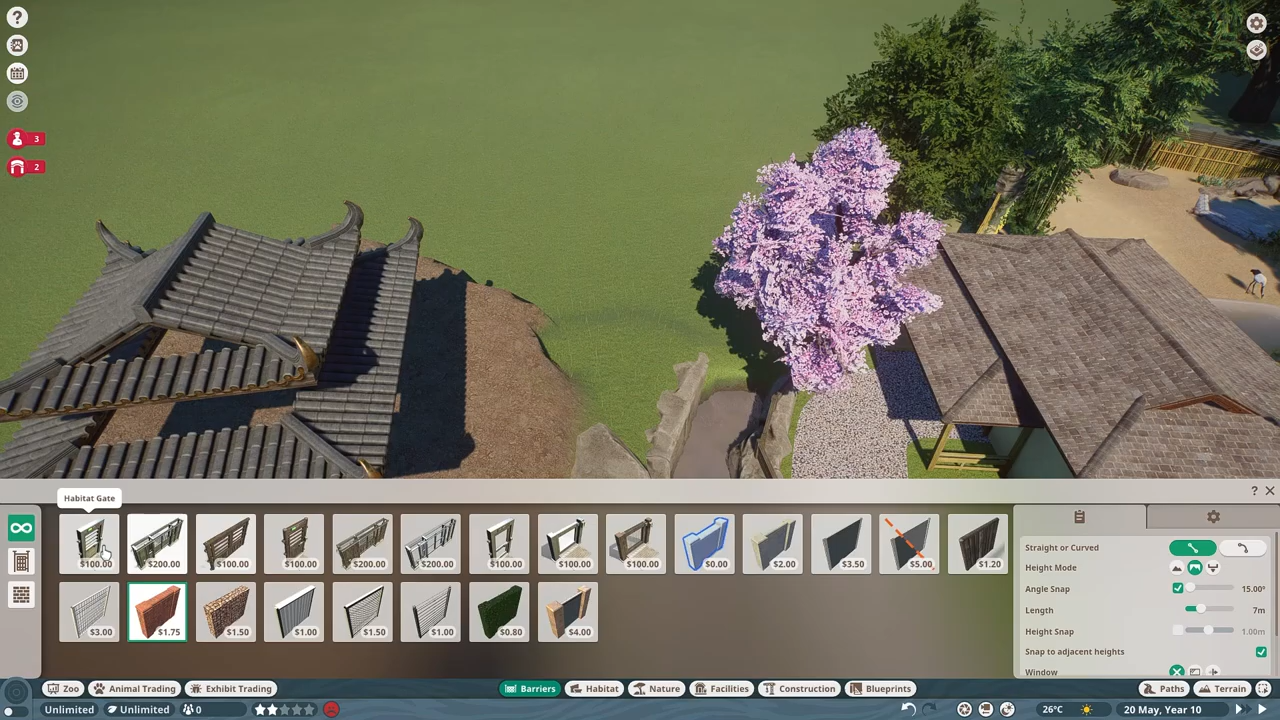 ?
3
2
? 
Habitat Gate
$100.00 $200.00 $100.00 $100.00 $200.00 $200.00 $100.00 $100.00 $100.00 $0.00 $2.00 $3.50 $5.00 $1.20
$3.00 $1.75 $1.50 $1.00 $1.50 $1.00 $0.80 $4.00
Straight or Curved
Height Mode
Angle Snap 15.00°
Length 7m
Height Snap 1.00m
Snap to adjacent heights
Window
Zoo Animal Trading Exhibit Trading Barriers Habitat Nature Facilities Construction Blueprints Paths Terrain
Unlimited Unlimited 0 26°C 20 May, Year 10